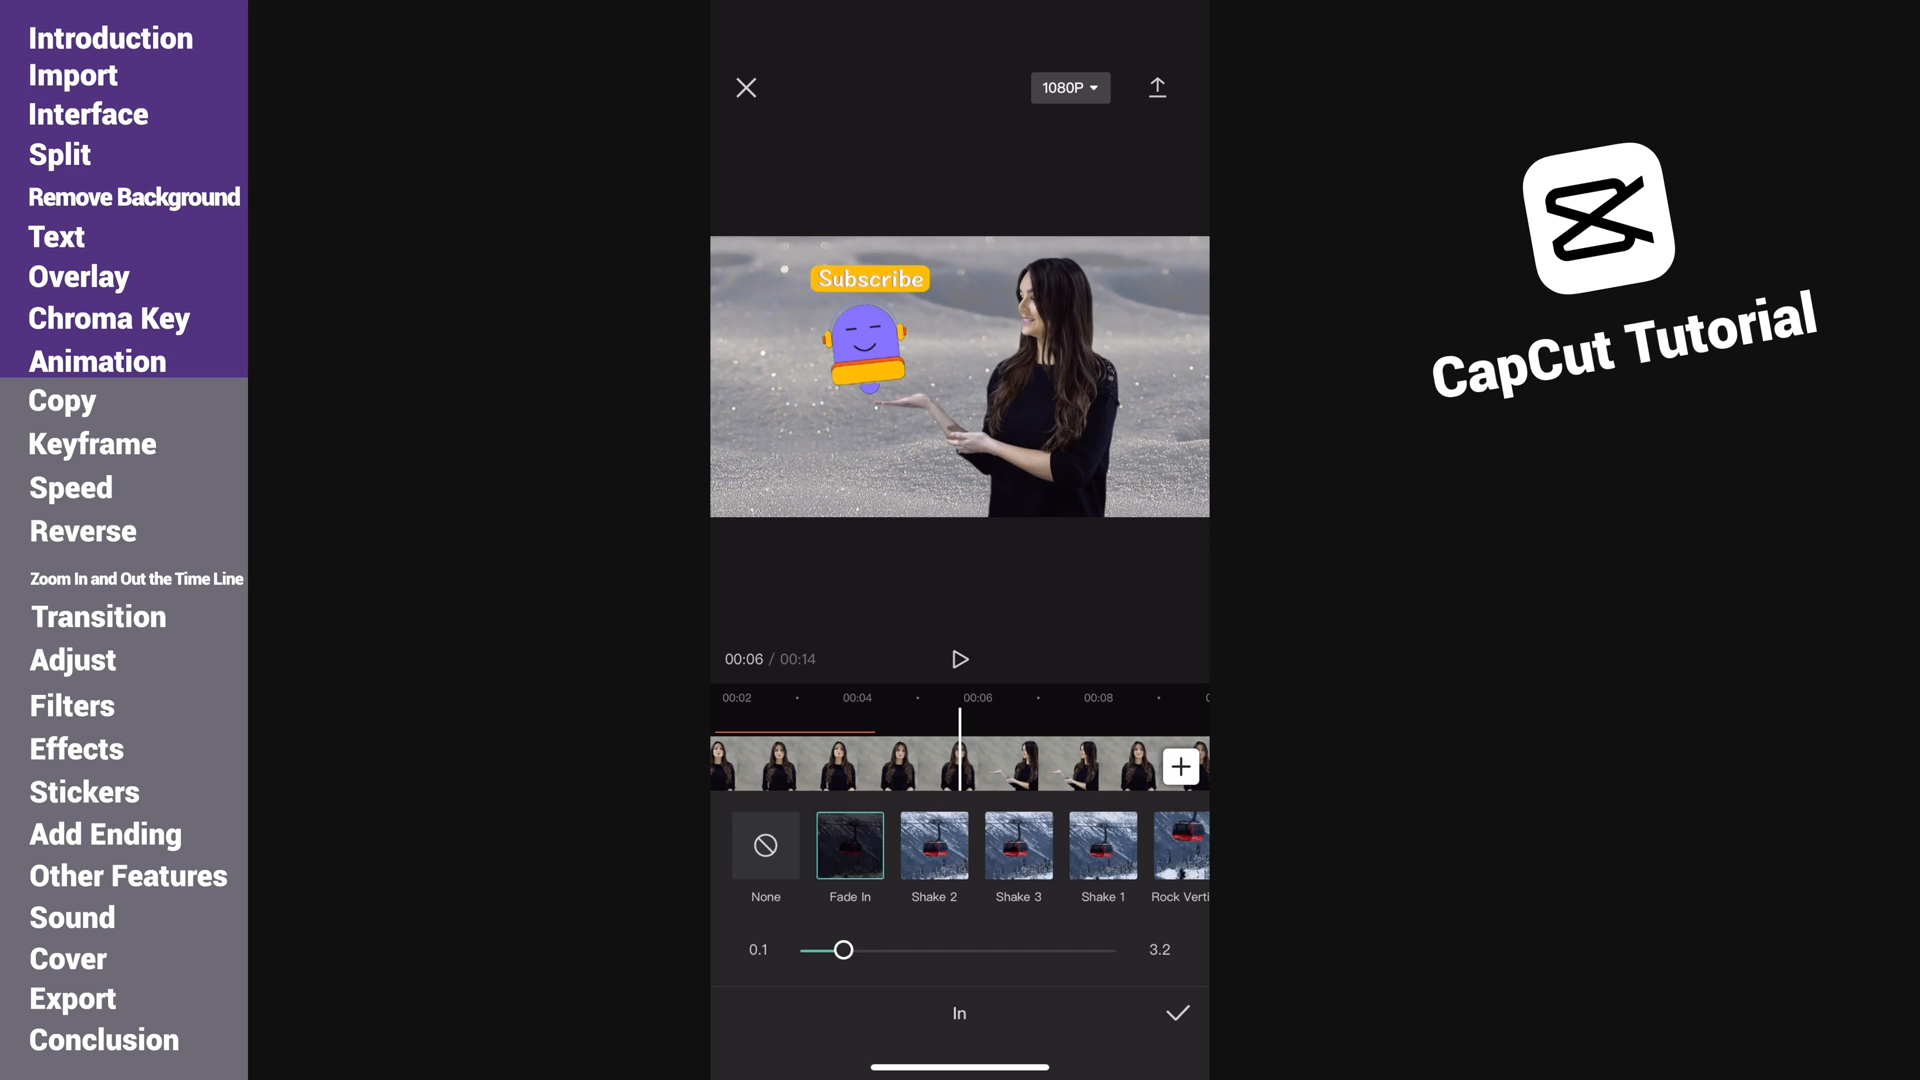 Introduction
Import
Interface
Split
Remove Background
Text
Overlay
Chroma Key
Animation
Copy
Keyframe
Speed
Reverse
Zoom In and Out the Time Line
Transition
Adjust
Filters
Effects
Stickers
Add Ending
Other Features
Sound
Cover
Export
Conclusion
1080P
Subscribe
00:06 / 00:14
00:02 00:04 00:06 00:08
None Fade In Shake 2 Shake 3 Shake 1 Rock Verti
0.1 3.2
In
CapCut Tutorial